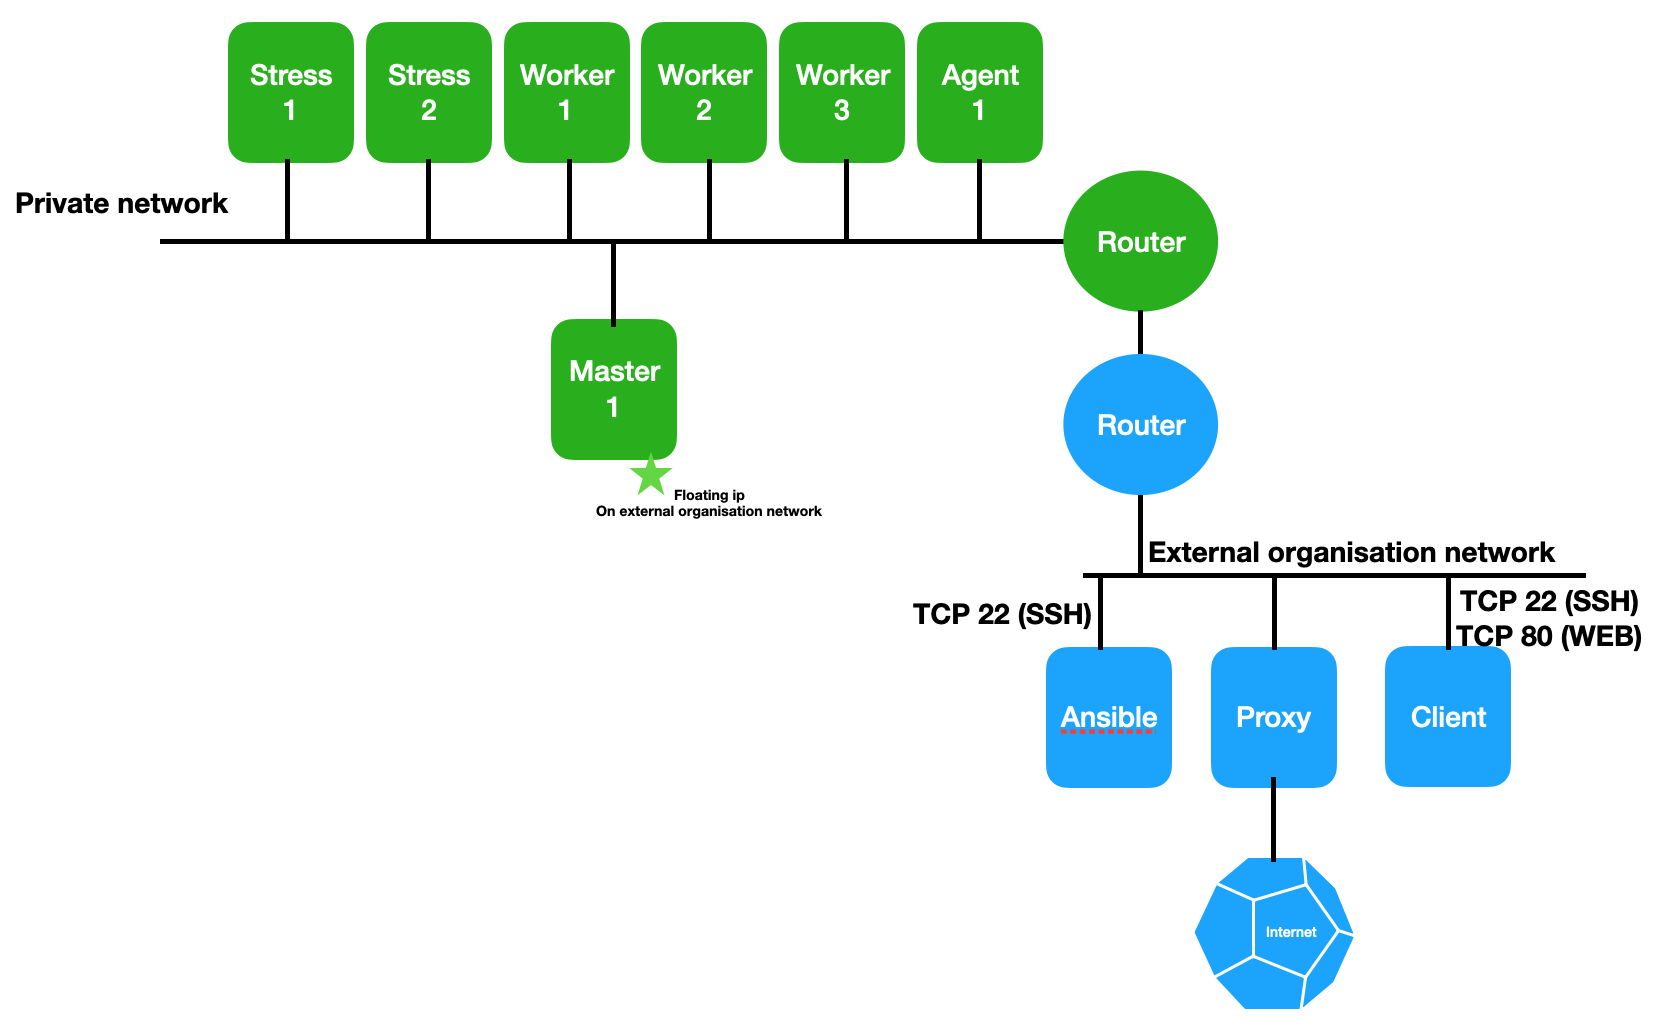 Stress
1
Stress
2
Worker
1
Worker
2
Worker
3
Agent
1
Private network
Router
Master
1
Router
Floating ip
On external organisation network
External organisation network
TCP 22 (SSH)
TCP 22 (SSH)
TCP 80 (WEB)
Ansible
Proxy
Client
Internet